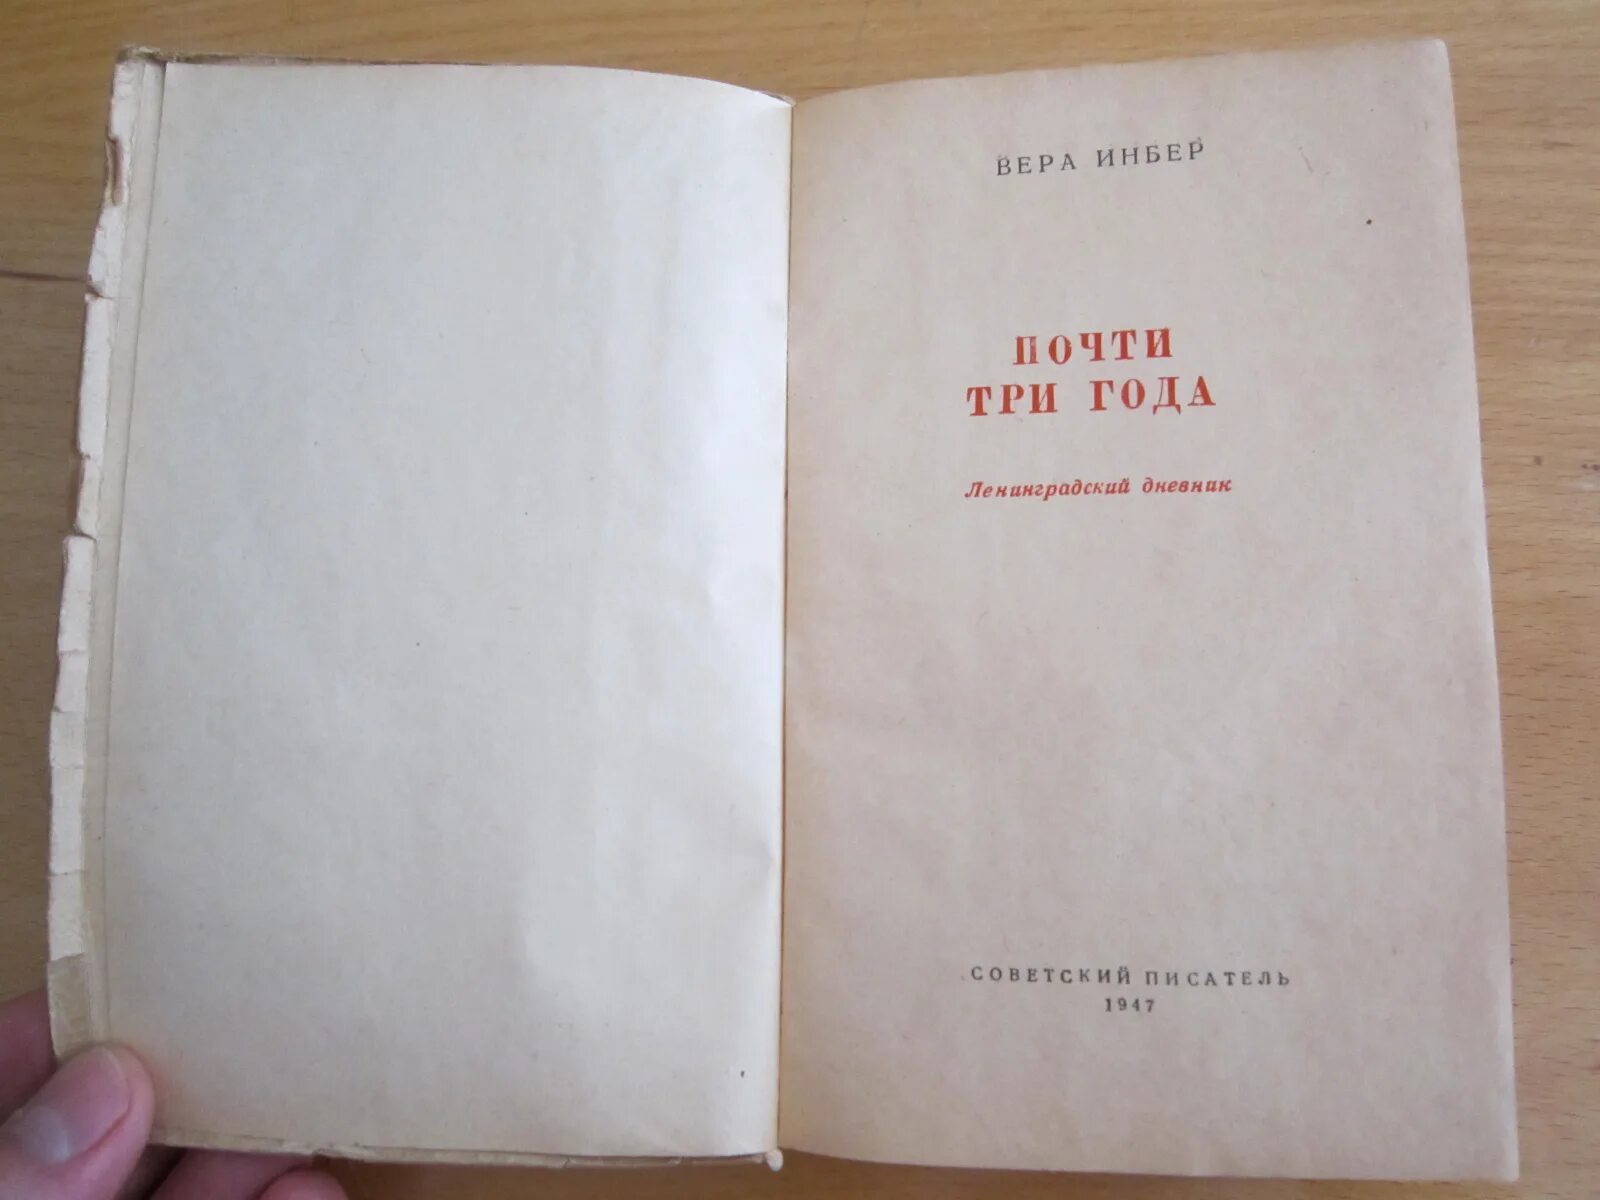 ВЕРА ИНБЕР
ПОЧТИ
ТРИ ГОДА
Ленинградский дневник
СОВЕТСКИЙ ПИСАТЕЛЬ
1947